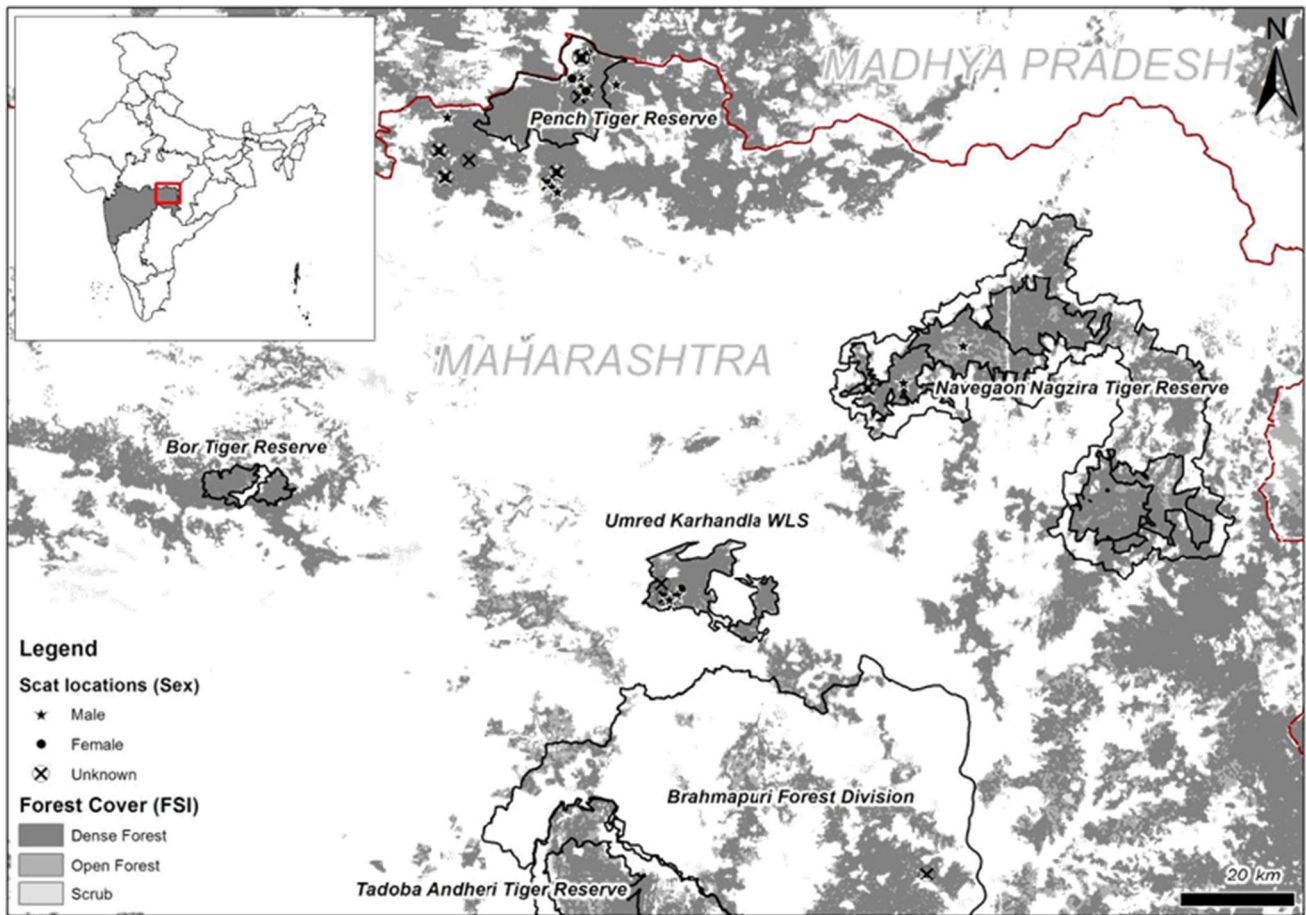 MADHYA PRADESH
N
Pench Tiger Reserve
MAHARASHTRA
Navegaon Nagzira Tiger Reserve
Bor Tiger Reserve
Umred Karhandla WLS
Brahmapuri Forest Division
Tadoba Andheri Tiger Reserve
20 km
Legend
Scat locations (Sex)
Male
Female
Unknown
Forest Cover (FSI)
Dense Forest
Open Forest
Scrub